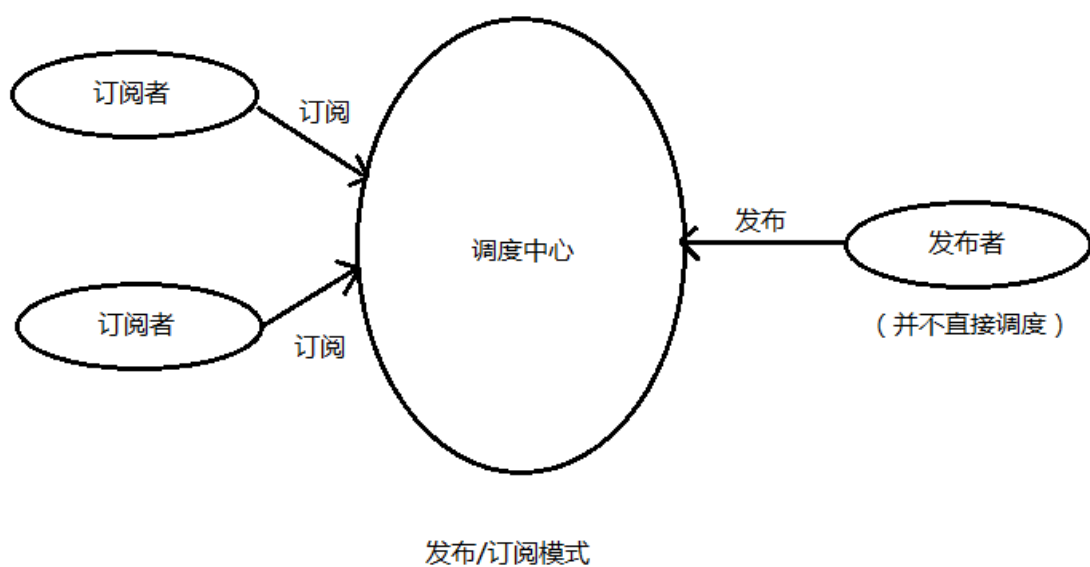 订阅者
订阅
调度中心
发布
发布者
(并不直接调度)
订阅者
订阅
发布/订阅模式